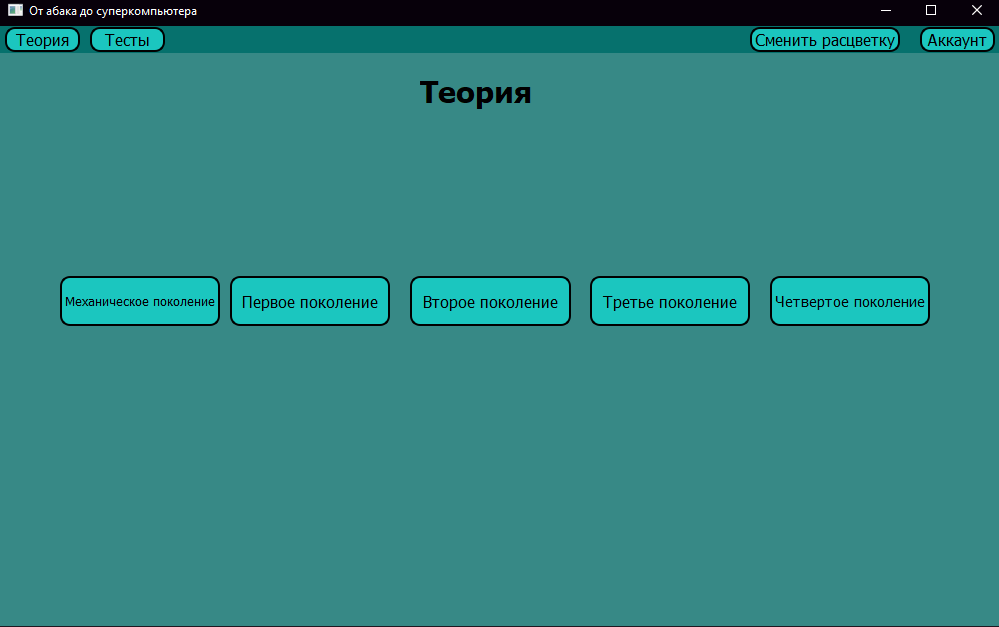 От абака до суперкомпьютера
Теория Тесты Сменить расцветку Аккаунт
Теория
Механическое поколение Первое поколение Второе поколение Третье поколение Четвертое поколение